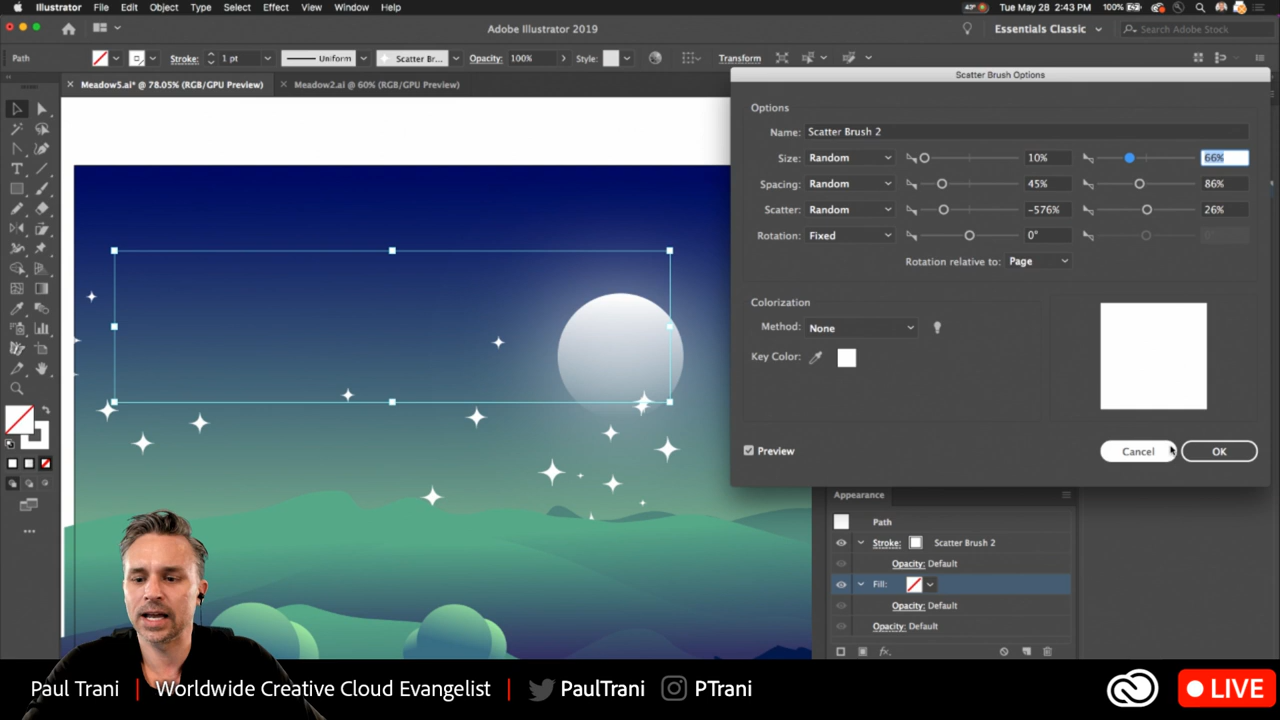 Illustrator File Edit Object Type Select Effect View Window Help
43° Tue May 28 2:43 PM 100%
Adobe Illustrator 2019
Essentials Classic
Search Adobe Stock
Path Stroke: 1 pt Uniform Scatter Br... Opacity: 100% Style: Transform
× Meadow5.ai* @ 78.05% (RGB/GPU Preview) × Meadow2.ai @ 60% (RGB/GPU Preview)
Scatter Brush Options
Options
Name: Scatter Brush 2
Size: Random 10% 66%
Spacing: Random 45% 86%
Scatter: Random -576% 26%
Rotation: Fixed 0° 0°
Rotation relative to: Page
Colorization
Method: None
Key Color:
Preview
Cancel OK
Appearance
Path
Stroke: Scatter Brush 2
Opacity: Default
Fill:
Opacity: Default
Opacity: Default
fx.
Paul Trani | Worldwide Creative Cloud Evangelist | PaulTrani PTrani
LIVE